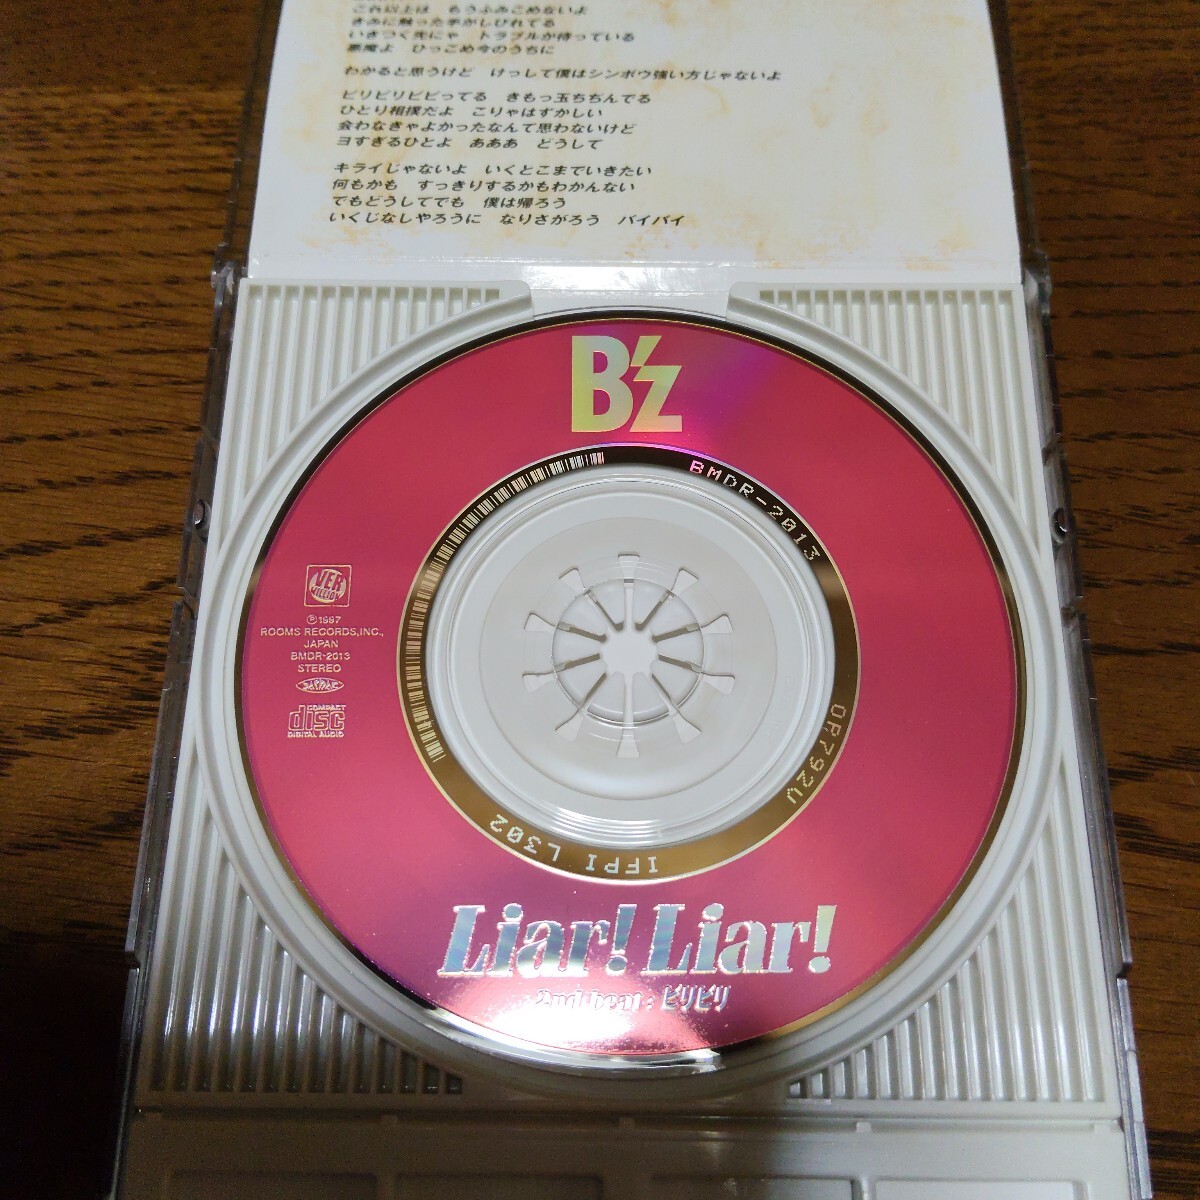 これ以上は　もうふみこめないよ
きみに触った手がしびれてる
いきつく先にゃ　トラブルが待っている
悪魔よ　ひっこめ今のうちに
わかると思うけど　けっして僕はシンボウ強い方じゃないよ
ビリビリビビってる　きもっ玉ちぢんでる
ひとり相撲だよ　こりゃはずかしい
会わなきゃよかったなんて思わないけど
ヨすぎるひとよ　あああ　どうして
キライじゃないよ　いくとこまでいきたい
何もかも　すっきりするかもわかんない
でもどうしてでも　僕は帰ろう
いくじなしやろうに　なりさがろう　バイバイ
B'z
BMDR-2013
VER
MILLION
℗1997
ROOMS RECORDS,INC.,
JAPAN
BMDR-2013
STEREO
COMPACT
disc
DIGITAL AUDIO
OR792U
IFPI L302
Liar! Liar!
2nd beat : ビリビリ